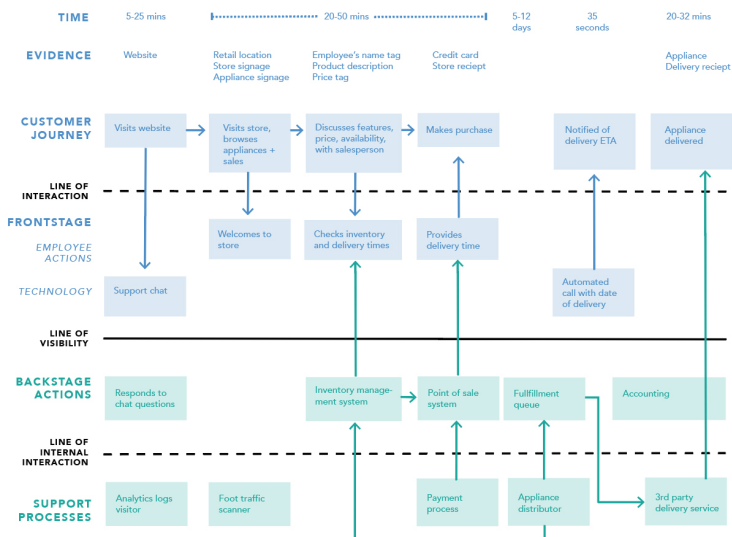 TIME
5-25 mins
20-50 mins
5-12
days
35
seconds
20-32 mins
EVIDENCE
Website
Retail location
Store signage
Appliance signage
Employee's name tag
Product description
Price tag
Credit card
Store reciept
Appliance
Delivery reciept
CUSTOMER
JOURNEY
Visits website
Visits store,
browses
appliances +
sales
Discusses features,
price, availability,
with salesperson
Makes purchase
Notified of
delivery ETA
Appliance
delivered
LINE OF
INTERACTION
FRONTSTAGE
EMPLOYEE
ACTIONS
Welcomes to
store
Checks inventory
and delivery times
Provides
delivery time
TECHNOLOGY
Support chat
Automated
call with date
of delivery
LINE OF
VISIBILITY
BACKSTAGE
ACTIONS
Responds to
chat questions
Inventory manage-
ment system
Point of sale
system
Fullfillment
queue
Accounting
LINE OF
INTERNAL
INTERACTION
SUPPORT
PROCESSES
Analytics logs
visitor
Foot traffic
scanner
Payment
process
Appliance
distributor
3rd party
delivery service